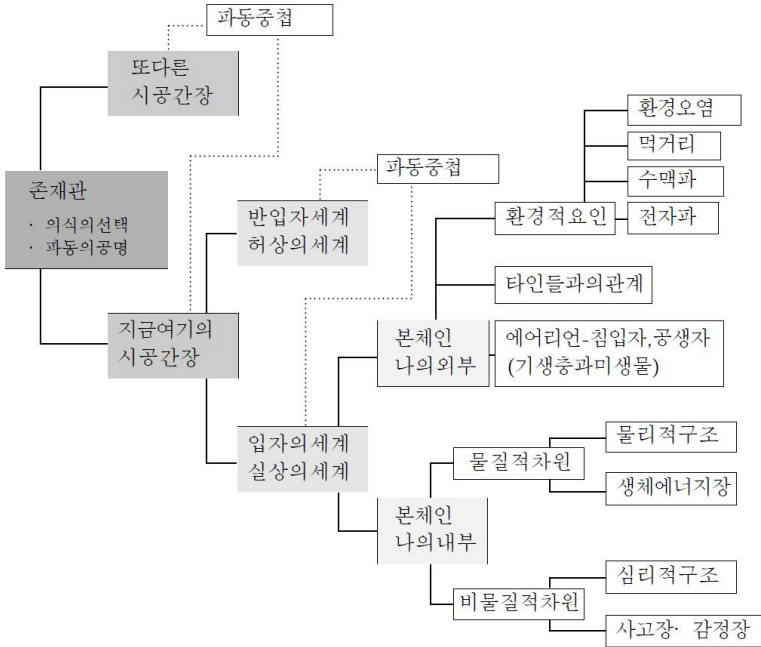 파동중첩
또다른
시공간장
환경오염
먹거리
파동중첩
수맥파
존재관
· 의식의선택
· 파동의공명
반입자세계
허상의세계
환경적요인
전자파
타인들과의관계
지금여기의
시공간장
본체인
나의외부
에어리언-침입자,공생자
(기생충과미생물)
입자의세계
실상의세계
물리적구조
물질적차원
생체에너지장
본체인
나의내부
심리적구조
비물질적차원
사고장· 감정장